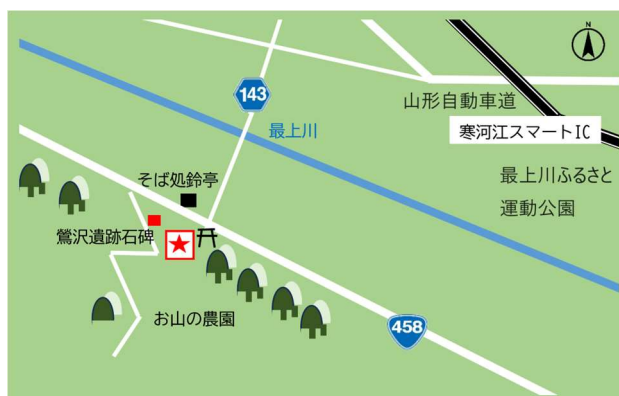 N
143
山形自動車道
寒河江スマートIC
最上川
最上川ふるさと
運動公園
そば処鈴亭
鶯沢遺跡石碑
お山の農園
458